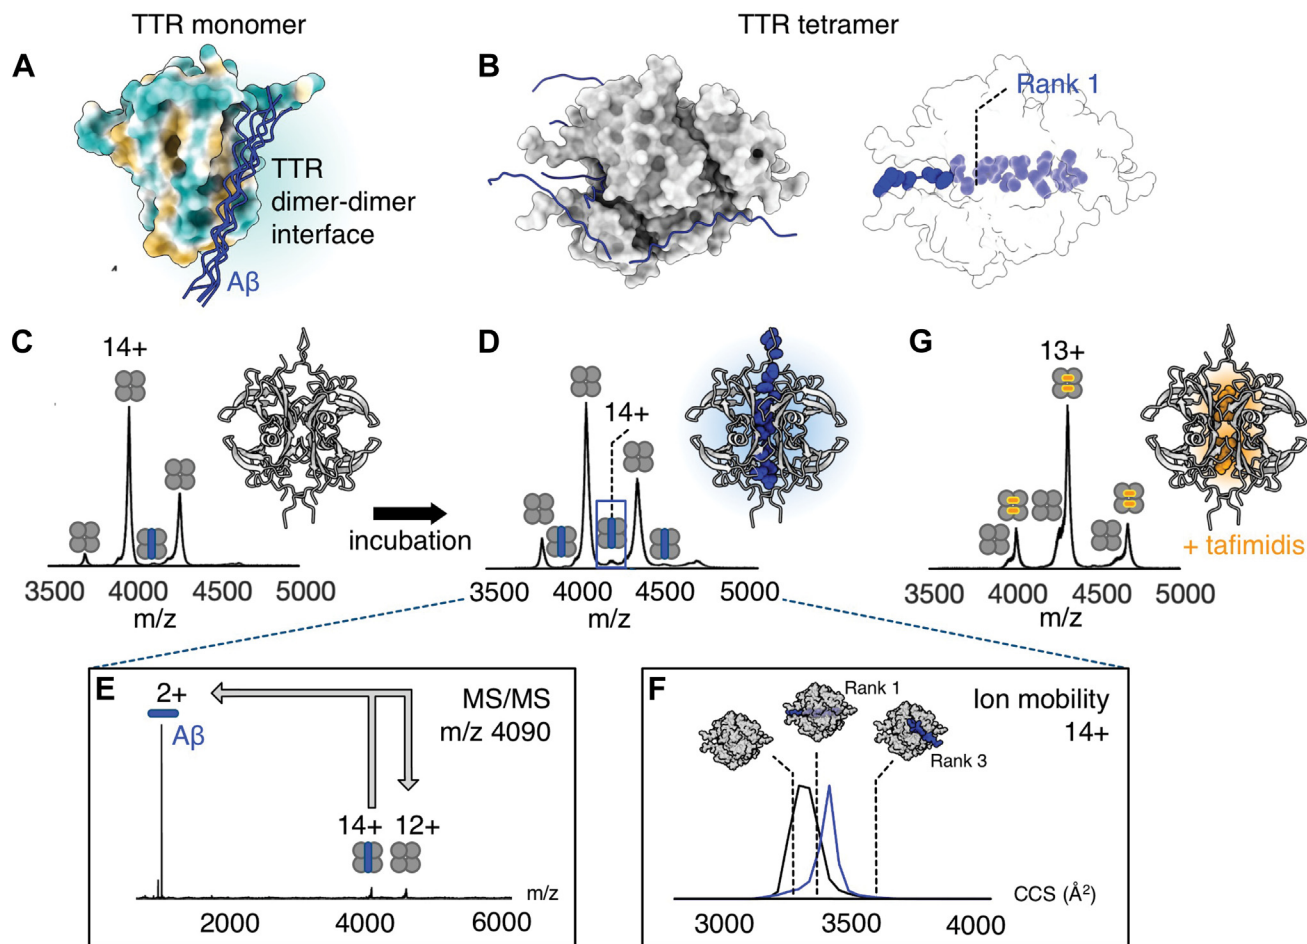 TTR monomer
TTR tetramer
A
TTR
dimer-dimer
interface
Aβ
B
Rank 1
C
14+
3500 4000 4500 5000
m/z
incubation
D
14+
3500 4000 4500 5000
m/z
G
13+
+ tafimidis
3500 4000 4500 5000
m/z
E
2+
Aβ
MS/MS
m/z 4090
14+ 12+
m/z
2000 4000 6000
F
Rank 1
Rank 3
Ion mobility
14+
CCS (Å²)
3000 3500 4000